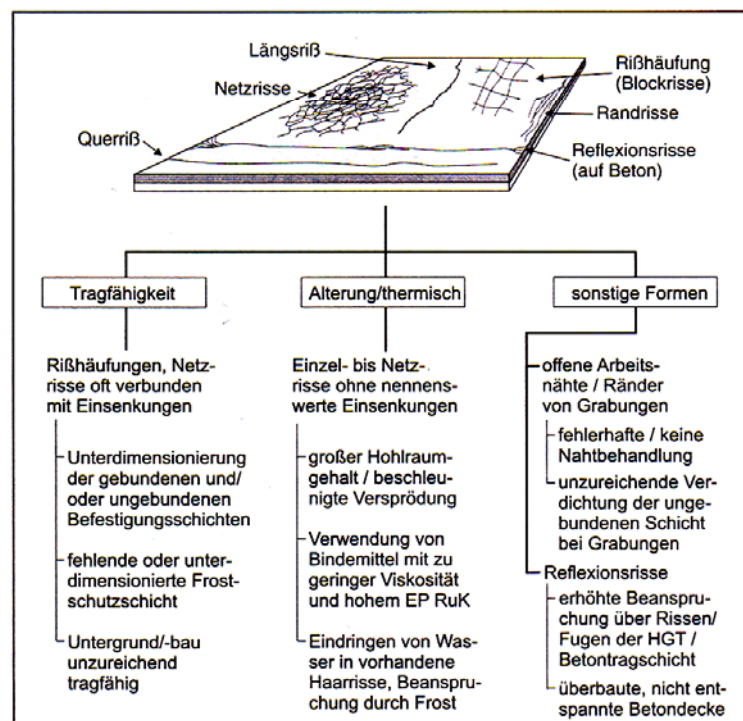 Längsriß
Netzrisse
Querriß
Rißhäufung
(Blockrisse)
Randrisse
Reflexionsrisse
(auf Beton)
Tragfähigkeit
Rißhäufungen, Netz-
risse oft verbunden
mit Einsenkungen
Unterdimensionierung
der gebundenen und/
oder ungebundenen
Befestigungsschichten
fehlende oder unter-
dimensionierte Frost-
schutzschicht
Untergrund/-bau
unzureichend
tragfähig
Alterung/thermisch
Einzel- bis Netz-
risse ohne nennens-
werte Einsenkungen
großer Hohlraum-
gehalt / beschleu-
nigte Versprödung
Verwendung von
Bindemittel mit zu
geringer Viskosität
und hohem EP RuK
Eindringen von Was-
ser in vorhandene
Haarrisse, Beanspru-
chung durch Frost
sonstige Formen
offene Arbeits-
nähte / Ränder
von Grabungen
fehlerhafte / keine
Nahtbehandlung
unzureichende Ver-
dichtung der unge-
bundenen Schicht
bei Grabungen
Reflexionsrisse
erhöhte Beanspru-
chung über Rissen/
Fugen der HGT /
Betontragschicht
überbaute, nicht ent-
spannte Betondecke